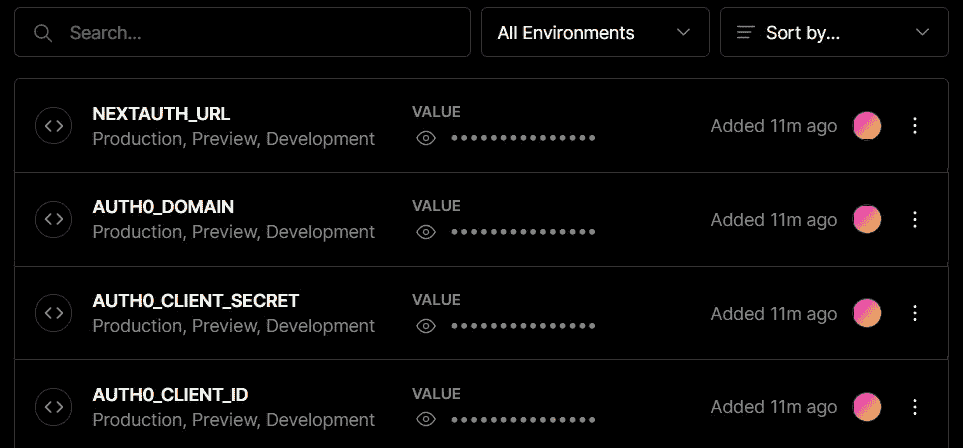 Search...
All Environments
Sort by...
NEXTAUTH_URL
Production, Preview, Development
VALUE
•••••••••••••••
Added 11m ago
AUTH0_DOMAIN
Production, Preview, Development
VALUE
•••••••••••••••
Added 11m ago
AUTH0_CLIENT_SECRET
Production, Preview, Development
VALUE
•••••••••••••••
Added 11m ago
AUTH0_CLIENT_ID
Production, Preview, Development
VALUE
•••••••••••••••
Added 11m ago